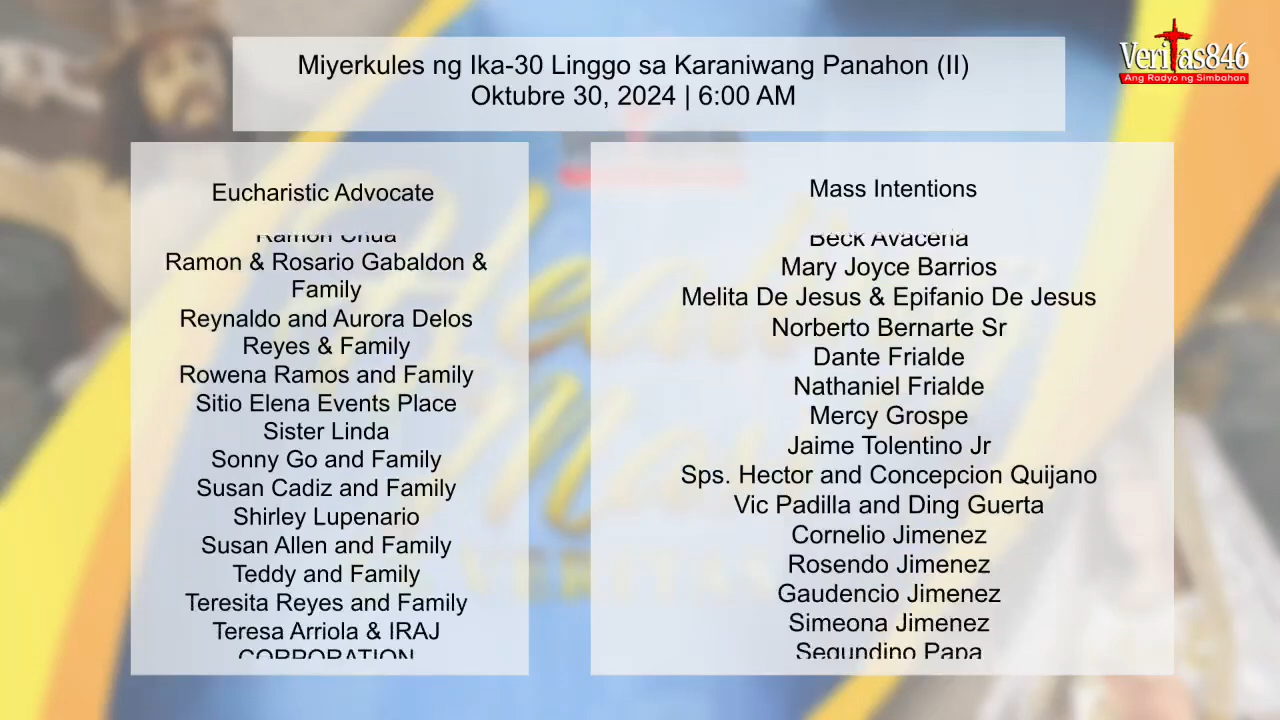 Miyerkules ng Ika-30 Linggo sa Karaniwang Panahon (II)
Oktubre 30, 2024 | 6:00 AM
Veritas846
Ang Radyo ng Simbahan
Eucharistic Advocate
Ramon Chua
Ramon & Rosario Gabaldon &
Family
Reynaldo and Aurora Delos
Reyes & Family
Rowena Ramos and Family
Sitio Elena Events Place
Sister Linda
Sonny Go and Family
Susan Cadiz and Family
Shirley Lupenario
Susan Allen and Family
Teddy and Family
Teresita Reyes and Family
Teresa Arriola & IRAJ
CORPORATION
Mass Intentions
Beck Avacena
Mary Joyce Barrios
Melita De Jesus & Epifanio De Jesus
Norberto Bernarte Sr
Dante Frialde
Nathaniel Frialde
Mercy Grospe
Jaime Tolentino Jr
Sps. Hector and Concepcion Quijano
Vic Padilla and Ding Guerta
Cornelio Jimenez
Rosendo Jimenez
Gaudencio Jimenez
Simeona Jimenez
Segundino Papa